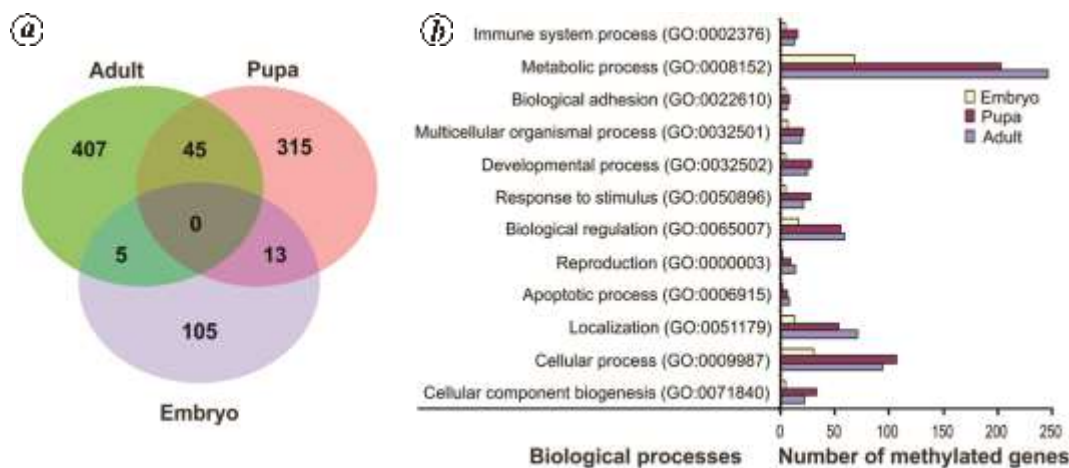 a
Adult Pupa
407 45 315
0
5 13
105
Embryo
b
Immune system process (GO:0002376)
Metabolic process (GO:0008152)
Biological adhesion (GO:0022610)
Multicellular organismal process (GO:0032501)
Developmental process (GO:0032502)
Response to stimulus (GO:0050896)
Biological regulation (GO:0065007)
Reproduction (GO:0000003)
Apoptotic process (GO:0006915)
Localization (GO:0051179)
Cellular process (GO:0009987)
Cellular component biogenesis (GO:0071840)
Embryo
Pupa
Adult
0 50 100 150 200 250
Biological processes Number of methylated genes